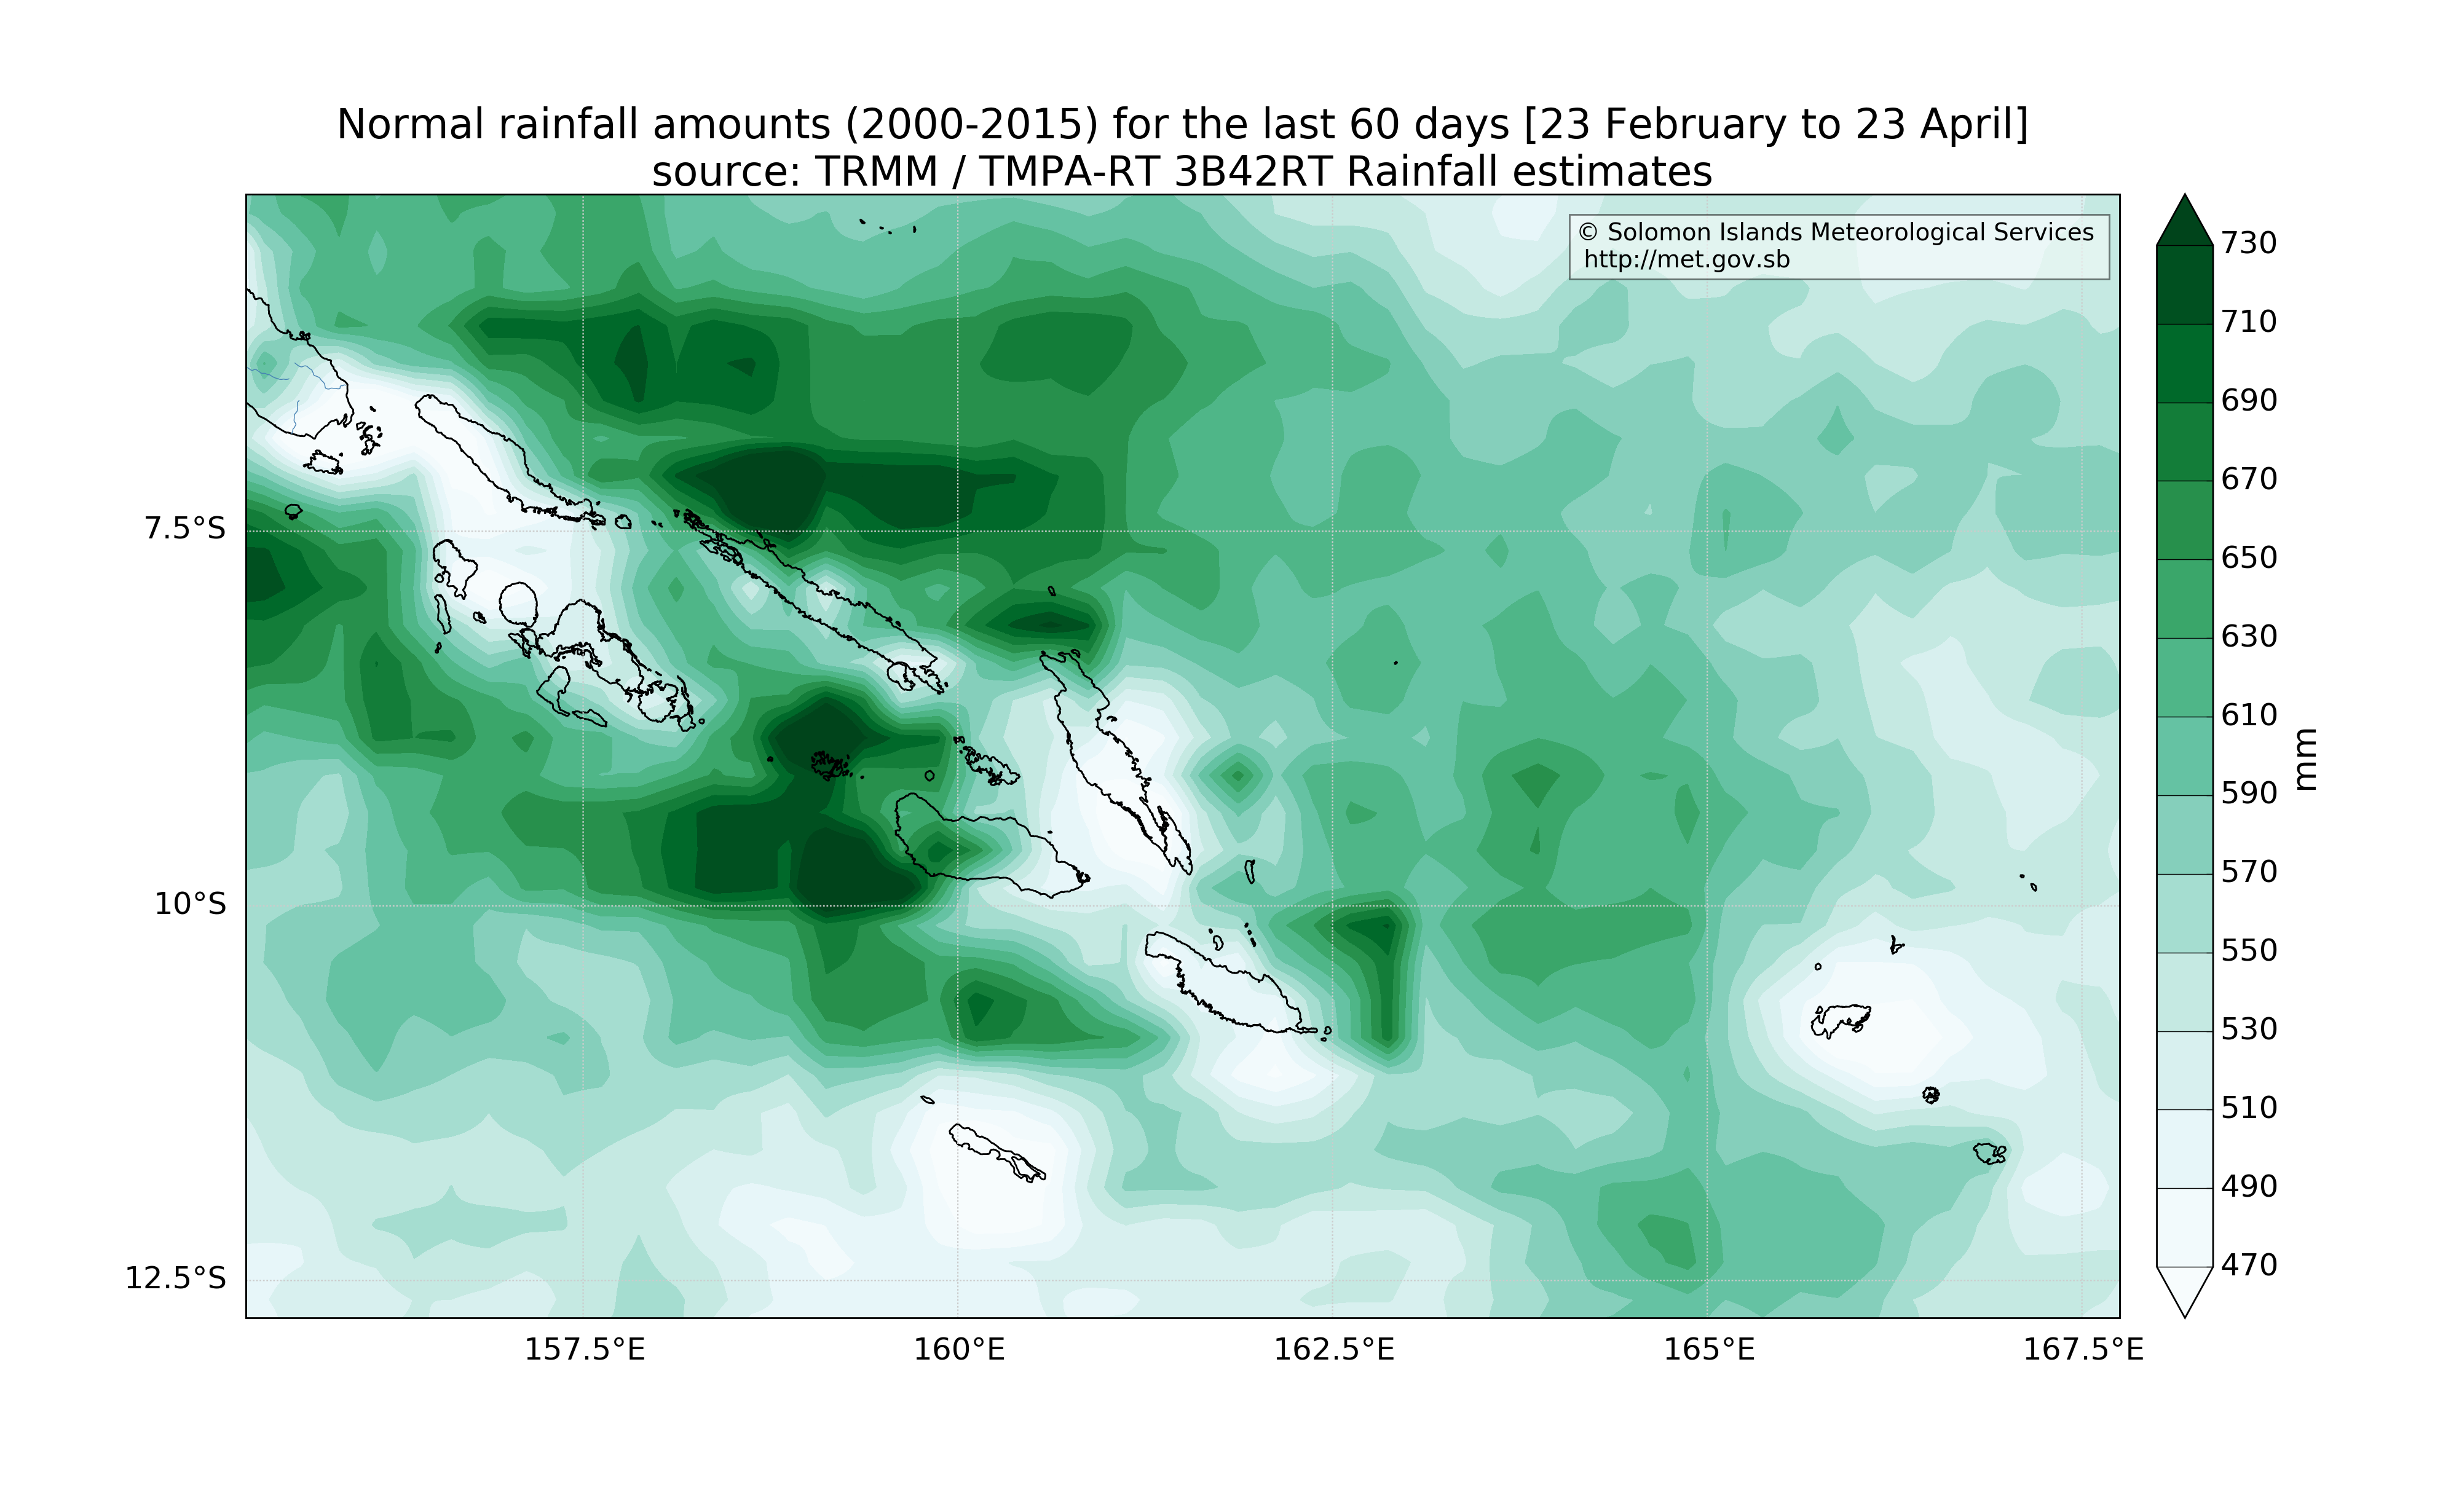 Normal rainfall amounts (2000-2015) for the last 60 days [23 February to 23 April]
source: TRMM / TMPA-RT 3B42RT Rainfall estimates
© Solomon Islands Meteorological Services
http://met.gov.sb
730
710
690
670
650
630
610
590
570
550
530
510
490
470
mm
7.5°S
10°S
12.5°S
157.5°E
160°E
162.5°E
165°E
167.5°E